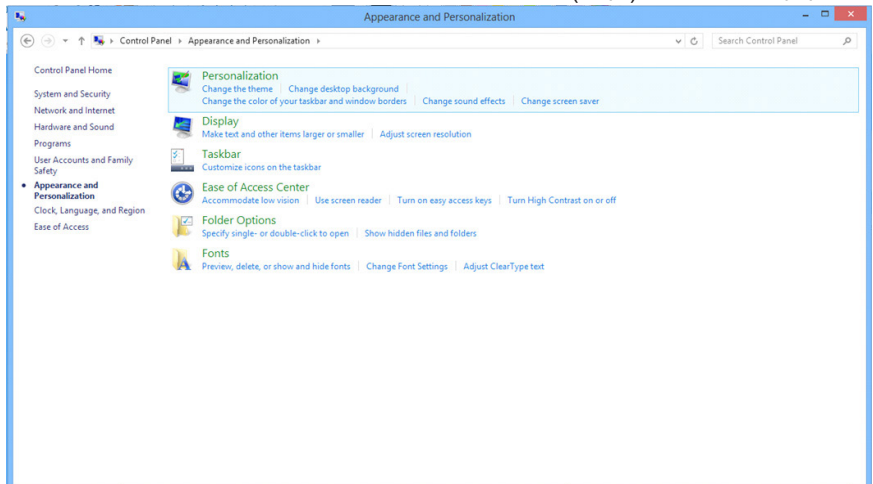 Appearance and Personalization
Control Panel Appearance and Personalization
Search Control Panel
Control Panel Home
System and Security
Network and Internet
Hardware and Sound
Programs
User Accounts and Family
Safety
Appearance and
Personalization
Clock, Language, and Region
Ease of Access
Personalization
Change the theme Change desktop background
Change the color of your taskbar and window borders Change sound effects Change screen saver
Display
Make text and other items larger or smaller Adjust screen resolution
Taskbar
Customize icons on the taskbar
Ease of Access Center
Accommodate low vision Use screen reader Turn on easy access keys Turn High Contrast on or off
Folder Options
Specify single- or double-click to open Show hidden files and folders
Fonts
Preview, delete, or show and hide fonts Change Font Settings Adjust ClearType text